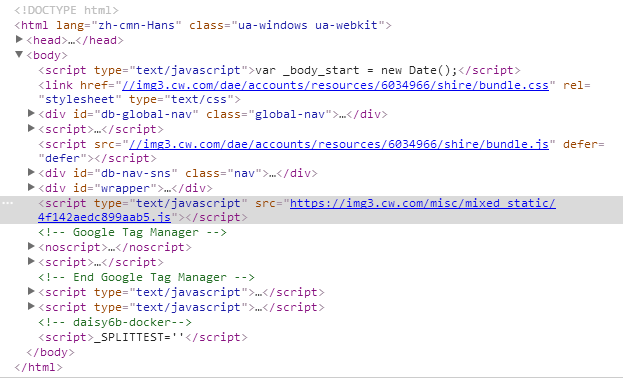 <!DOCTYPE html>
<html lang="zh-cmn-Hans" class="ua-windows ua-webkit">
<head>…</head>
<body>
<script type="text/javascript">var _body_start = new Date();</script>
<link href="//img3.cw.com/dae/accounts/resources/6034966/shire/bundle.css" rel=
"stylesheet" type="text/css">
<div id="db-global-nav" class="global-nav">…</div>
<script>…</script>
<script src="//img3.cw.com/dae/accounts/resources/6034966/shire/bundle.js" defer=
"defer"></script>
<div id="db-nav-sns" class="nav">…</div>
<div id="wrapper">…</div>
<script type="text/javascript" src="https://img3.cw.com/misc/mixed_static/
4f142aedc899aab5.js"></script>
<!-- Google Tag Manager -->
<noscript>…</noscript>
<script>…</script>
<!-- End Google Tag Manager -->
<script type="text/javascript">…</script>
<script type="text/javascript">…</script>
<!-- daisy6b-docker-->
<script>_SPLITTEST=''</script>
</body>
</html>